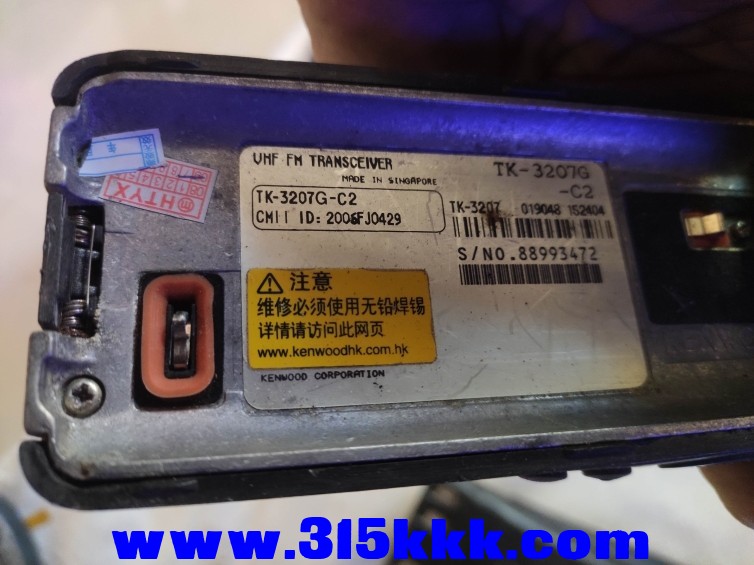 UHF FM TRANSCEIVER
MADE IN SINGAPORE
TK-3207G
-C2
TK-3207G-C2
CMII ID: 2006FJ0429
TK-3207 019048 152404
S/NO.88993472
注意
维修必须使用无铅焊锡
详情请访问此网页
www.kenwoodhk.com.hk
KENWOOD CORPORATION
HTYX
www.315kkk.com